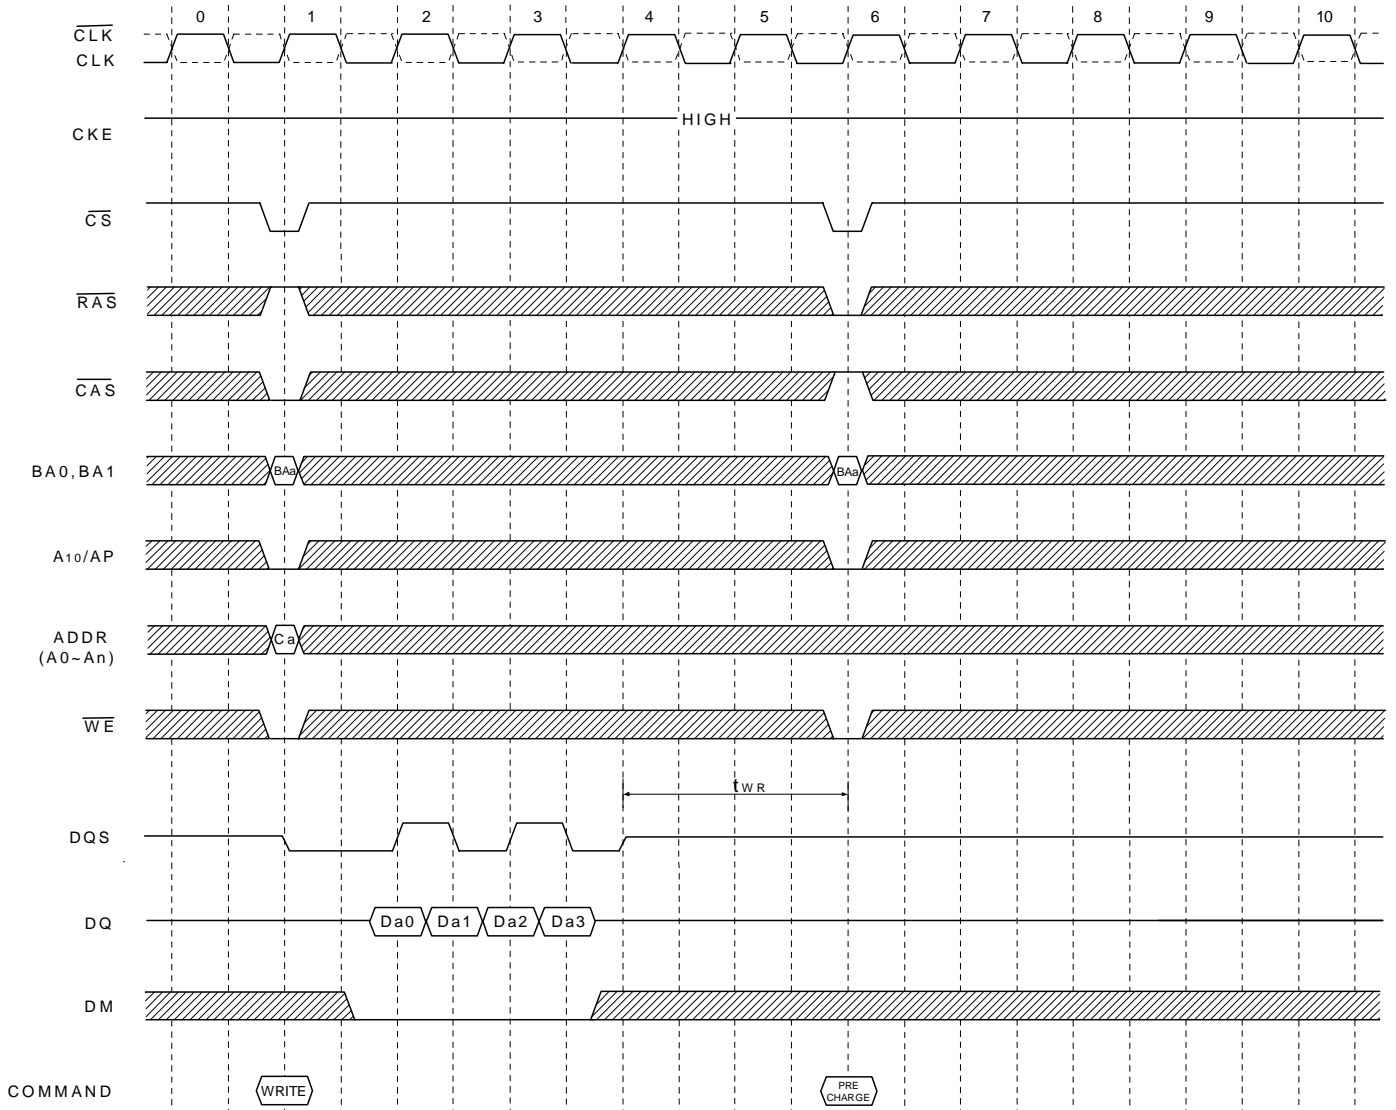 0 1 2 3 4 5 6 7 8 9 10
CLK
CLK
HIGH
CKE
CS
RAS
CAS
BA0,BA1 BAa BAa
A10/AP
ADDR Ca
(A0~An)
WE
tWR
DQS
DQ Da0 Da1 Da2 Da3
DM
COMMAND WRITE PRE
CHARGE